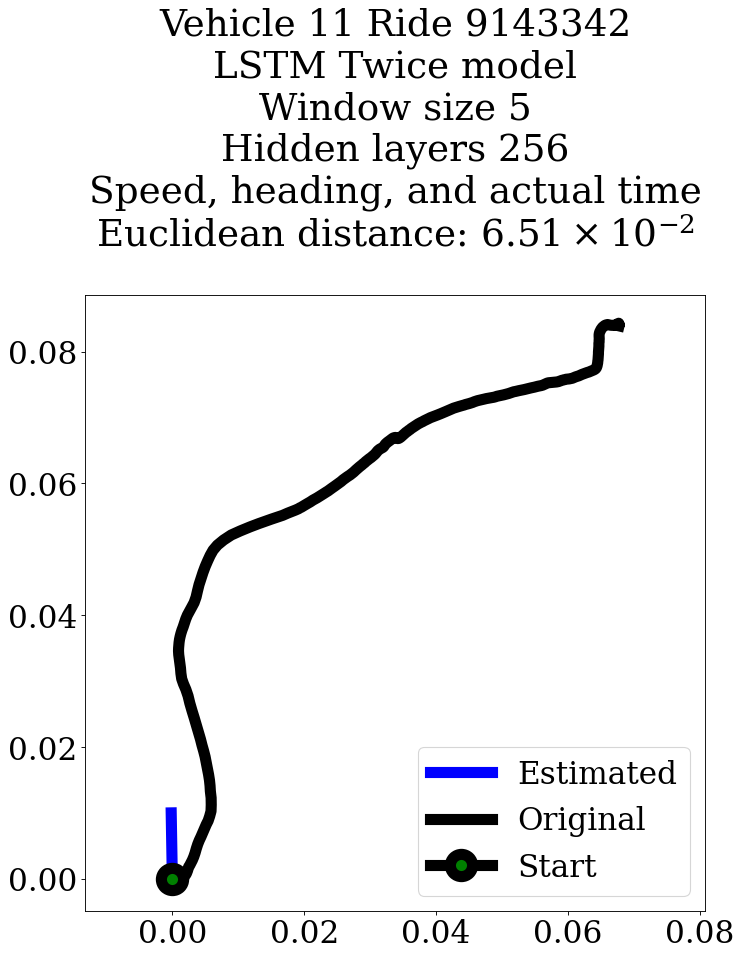 Vehicle 11 Ride 9143342
LSTM Twice model
Window size 5
Hidden layers 256
Speed, heading, and actual time
Euclidean distance: 6.51 × 10⁻²
0.08
0.06
0.04
0.02
0.00
Estimated
Original
Start
0.00 0.02 0.04 0.06 0.08